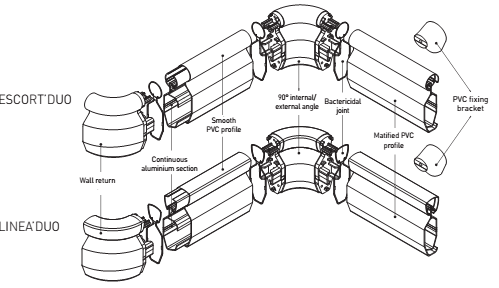 ESCORT'DUO
90° internal/
external angle
Bactericidal
joint
PVC fixing
bracket
Smooth
PVC profile
Matified PVC
profile
Continuous
aluminium section
Wall return
LINEA'DUO